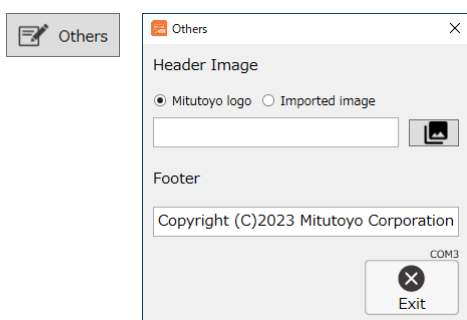 Others
Others
Header Image
Mitutoyo logo Imported image
Footer
Copyright (C)2023 Mitutoyo Corporation
COM3
Exit